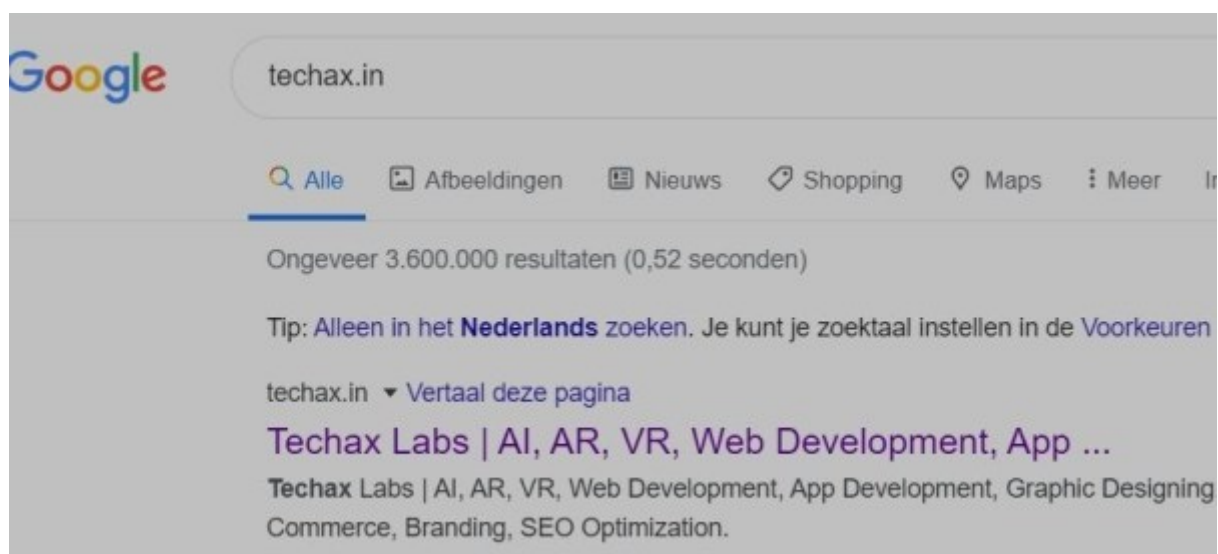 Google
techax.in
Alle Afbeeldingen Nieuws Shopping Maps Meer
Ongeveer 3.600.000 resultaten (0,52 seconden)
Tip: Alleen in het Nederlands zoeken. Je kunt je zoektaal instellen in de Voorkeuren
techax.in Vertaal deze pagina
Techax Labs | AI, AR, VR, Web Development, App ...
Techax Labs | AI, AR, VR, Web Development, App Development, Graphic Designing
Commerce, Branding, SEO Optimization.